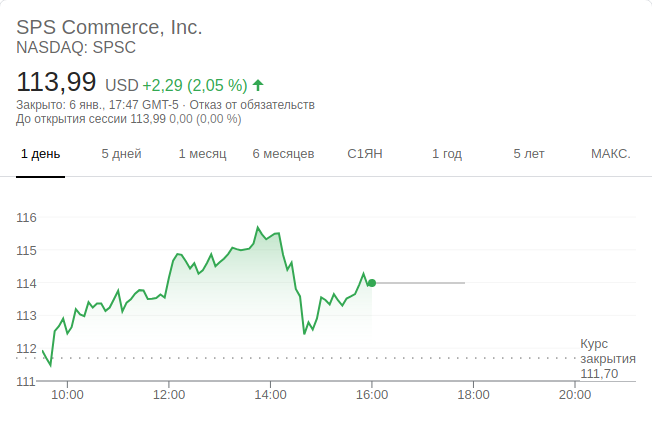 SPS Commerce, Inc.
NASDAQ: SPSC
113,99 USD +2,29 (2,05 %)
Закрыто: 6 янв., 17:47 GMT-5 · Отказ от обязательств
До открытия сессии 113,99 0,00 (0,00 %)
1 день 5 дней 1 месяц 6 месяцев С1ЯН 1 год 5 лет МАКС.
116
115
114
113
112
111
Курс
закрытия
111,70
10:00 12:00 14:00 16:00 18:00 20:00